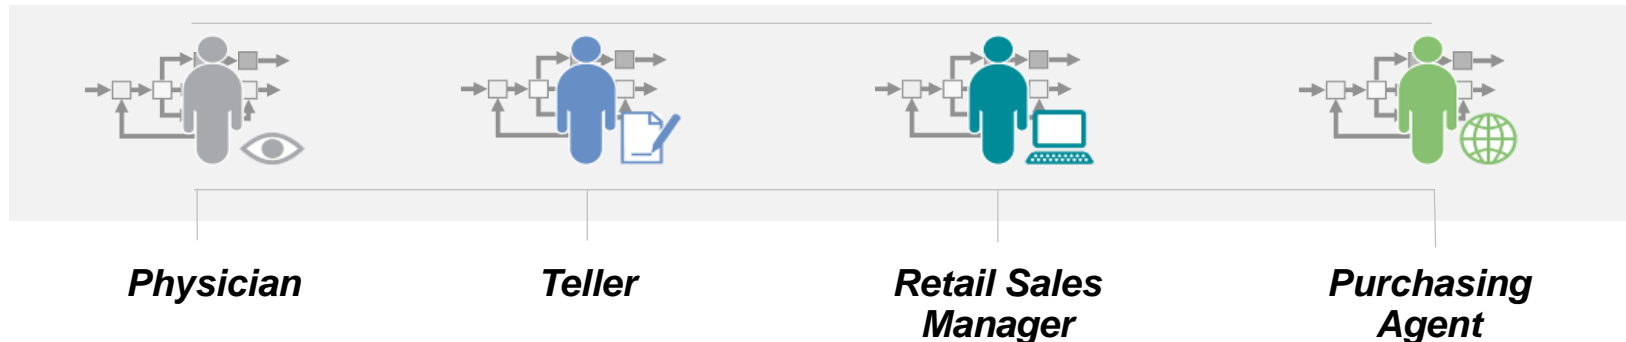 Physician
Teller
Retail Sales
Manager
Purchasing
Agent